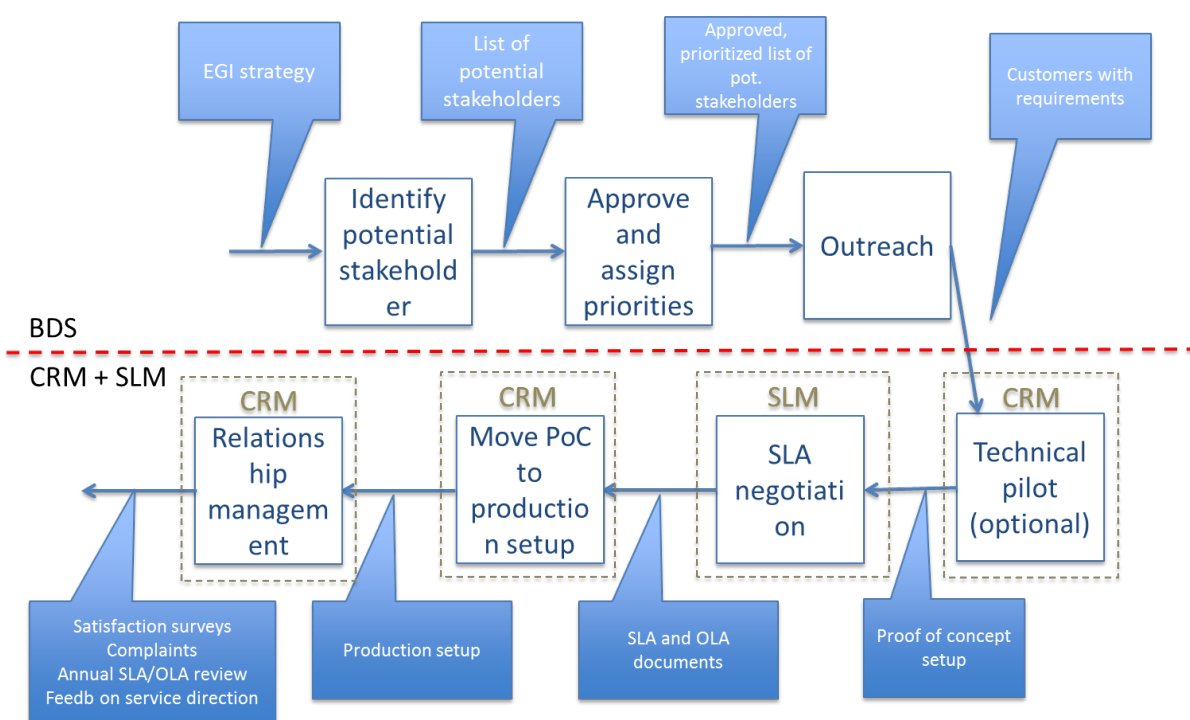 EGI strategy
List of
potential
stakeholders
Approved,
prioritized list of
pot.
stakeholders
Customers with
requirements
Identify
potential
stakehold
er
Approve
and
assign
priorities
Outreach
BDS
CRM + SLM
CRM
Relations
hip
managem
ent
CRM
Move PoC
to
productio
n setup
SLM
SLA
negotiati
on
CRM
Technical
pilot
(optional)
Satisfaction surveys
Complaints
Annual SLA/OLA review
Feedb on service direction
Production setup
SLA and OLA
documents
Proof of concept
setup